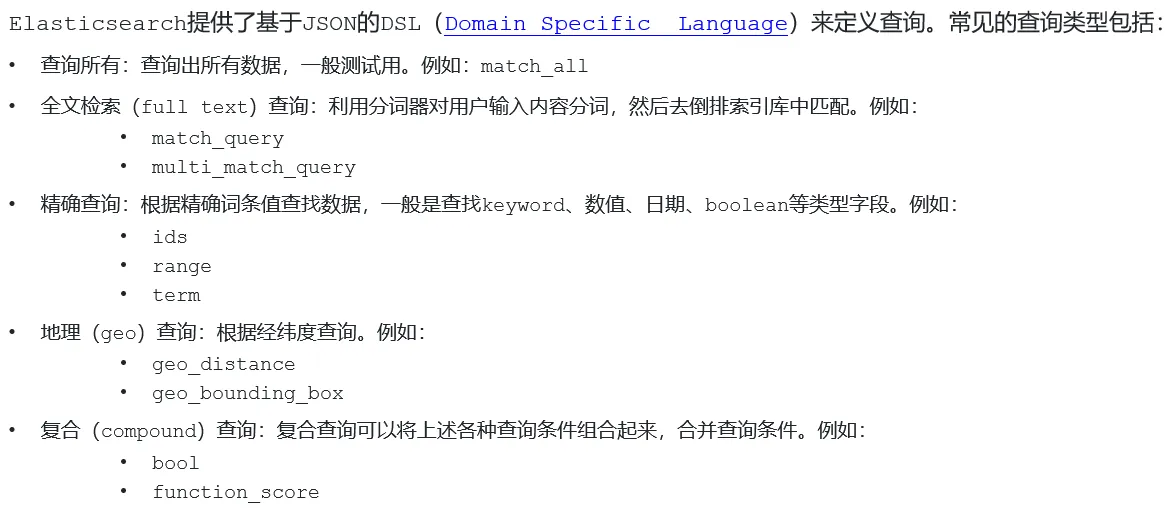 Elasticsearch提供了基于JSON的DSL（Domain Specific Language）来定义查询。常见的查询类型包括：
• 查询所有：查询出所有数据，一般测试用。例如：match_all
• 全文检索（full text）查询：利用分词器对用户输入内容分词，然后去倒排索引库中匹配。例如：
• match_query
• multi_match_query
• 精确查询：根据精确词条值查找数据，一般是查找keyword、数值、日期、boolean等类型字段。例如：
• ids
• range
• term
• 地理（geo）查询：根据经纬度查询。例如：
• geo_distance
• geo_bounding_box
• 复合（compound）查询：复合查询可以将上述各种查询条件组合起来，合并查询条件。例如：
• bool
• function_score